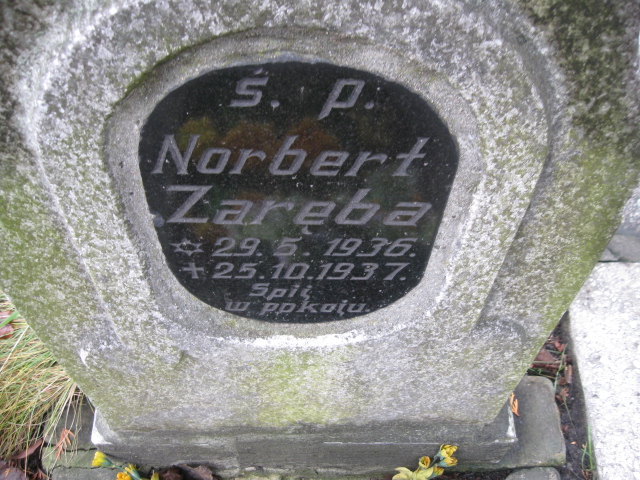 ś. p.
Norbert
Zaręba
✡ 29.5. 1936.
✝ 25.10.1937.
Spij
w pokoju.